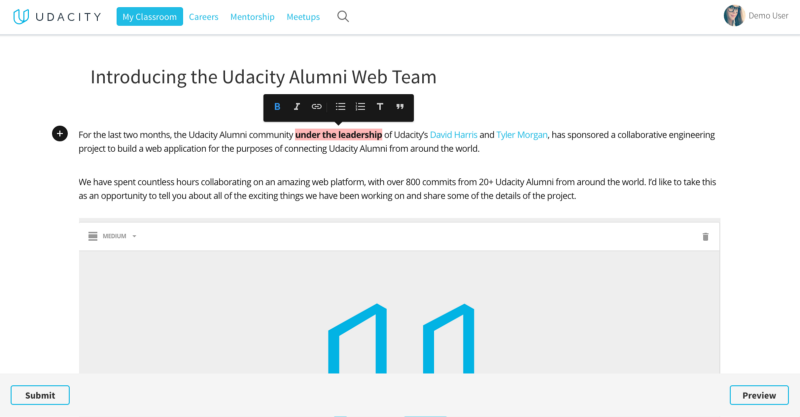 UDACITY My Classroom Careers Mentorship Meetups Demo User
Introducing the Udacity Alumni Web Team
B I T ”
For the last two months, the Udacity Alumni community under the leadership of Udacity's David Harris and Tyler Morgan, has sponsored a collaborative engineering
project to build a web application for the purposes of connecting Udacity Alumni from around the world.
We have spent countless hours collaborating on an amazing web platform, with over 800 commits from 20+ Udacity Alumni from around the world. I'd like to take this
as an opportunity to tell you about all of the exciting things we have been working on and share some of the details of the project.
MEDIUM
Submit Preview